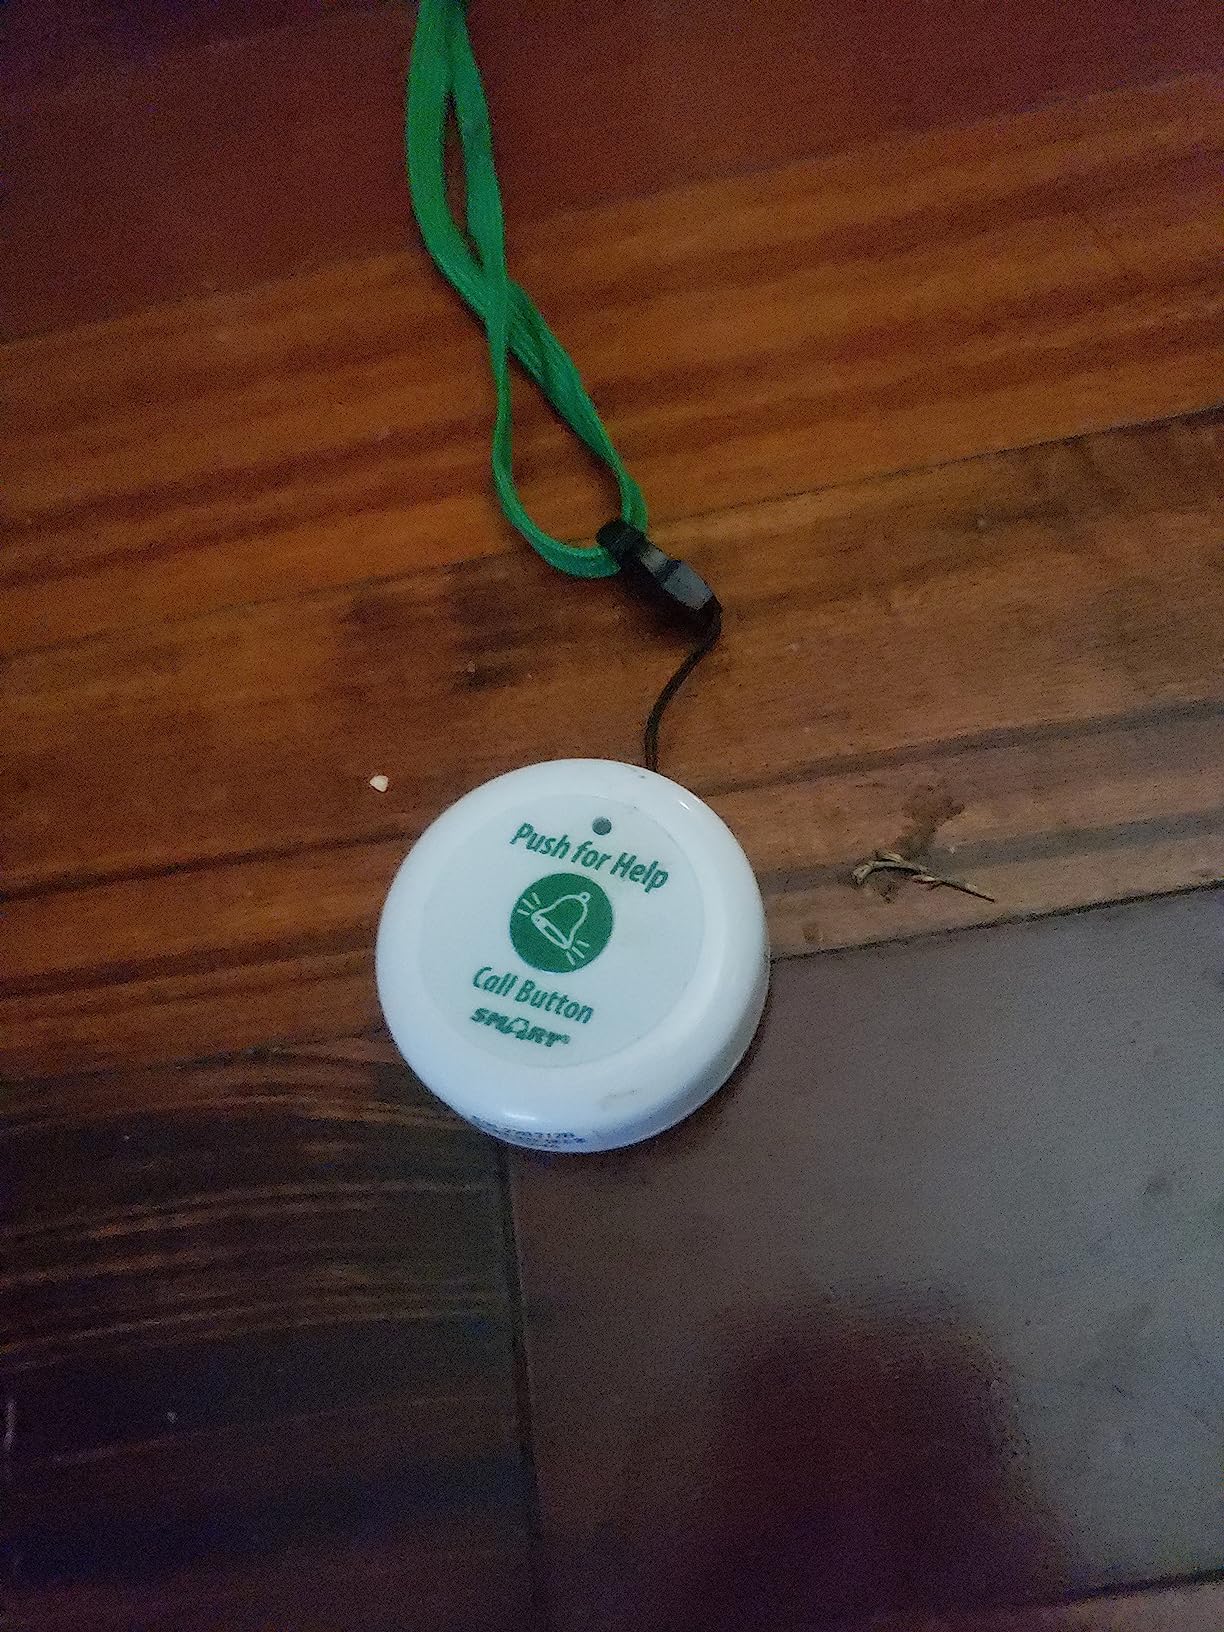 Push for Help
Call Button
SMART®